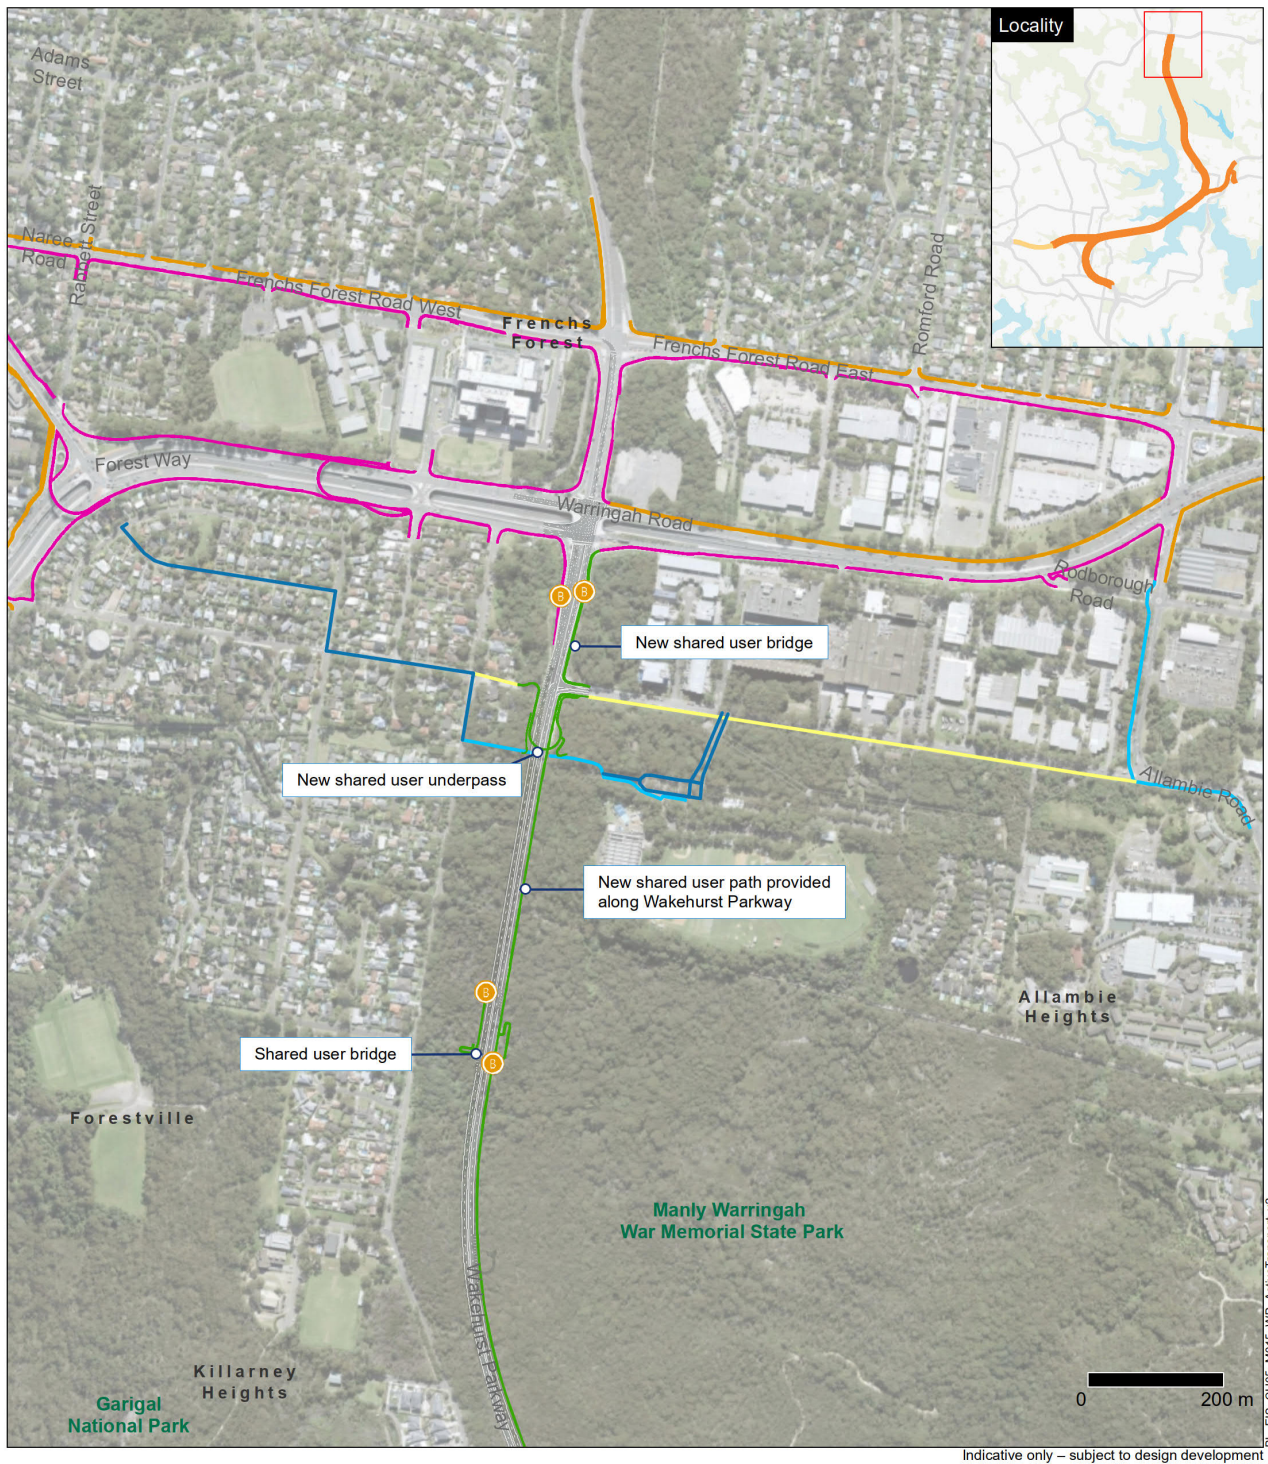 Locality
Adams
Street
Rabbett Street
Naree
Road
Frenchs Forest Road West
Frenchs
Forest
Romford Road
Frenchs Forest Road East
Forest Way
Warringah Road
Rodborough
Road
B
B
New shared user bridge
New shared user underpass
Allambie Road
New shared user path provided
along Wakehurst Parkway
B
Allambie
Heights
Shared user bridge
B
Forestville
Manly Warringah
War Memorial State Park
Wakehurst Parkway
Killarney
Heights
Garigal
National Park
0 200 m
Indicative only – subject to design development